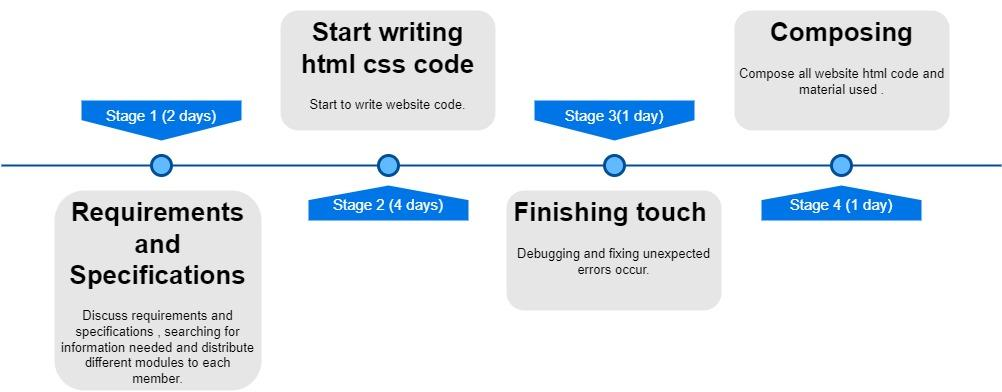 Stage 1 (2 days)
Requirements
and
Specifications
Discuss requirements and
specifications , searching for
information needed and distribute
different modules to each
member.
Start writing
html css code
Start to write website code.
Stage 2 (4 days)
Stage 3(1 day)
Finishing touch
Debugging and fixing unexpected
errors occur.
Composing
Compose all website html code and
material used .
Stage 4 (1 day)